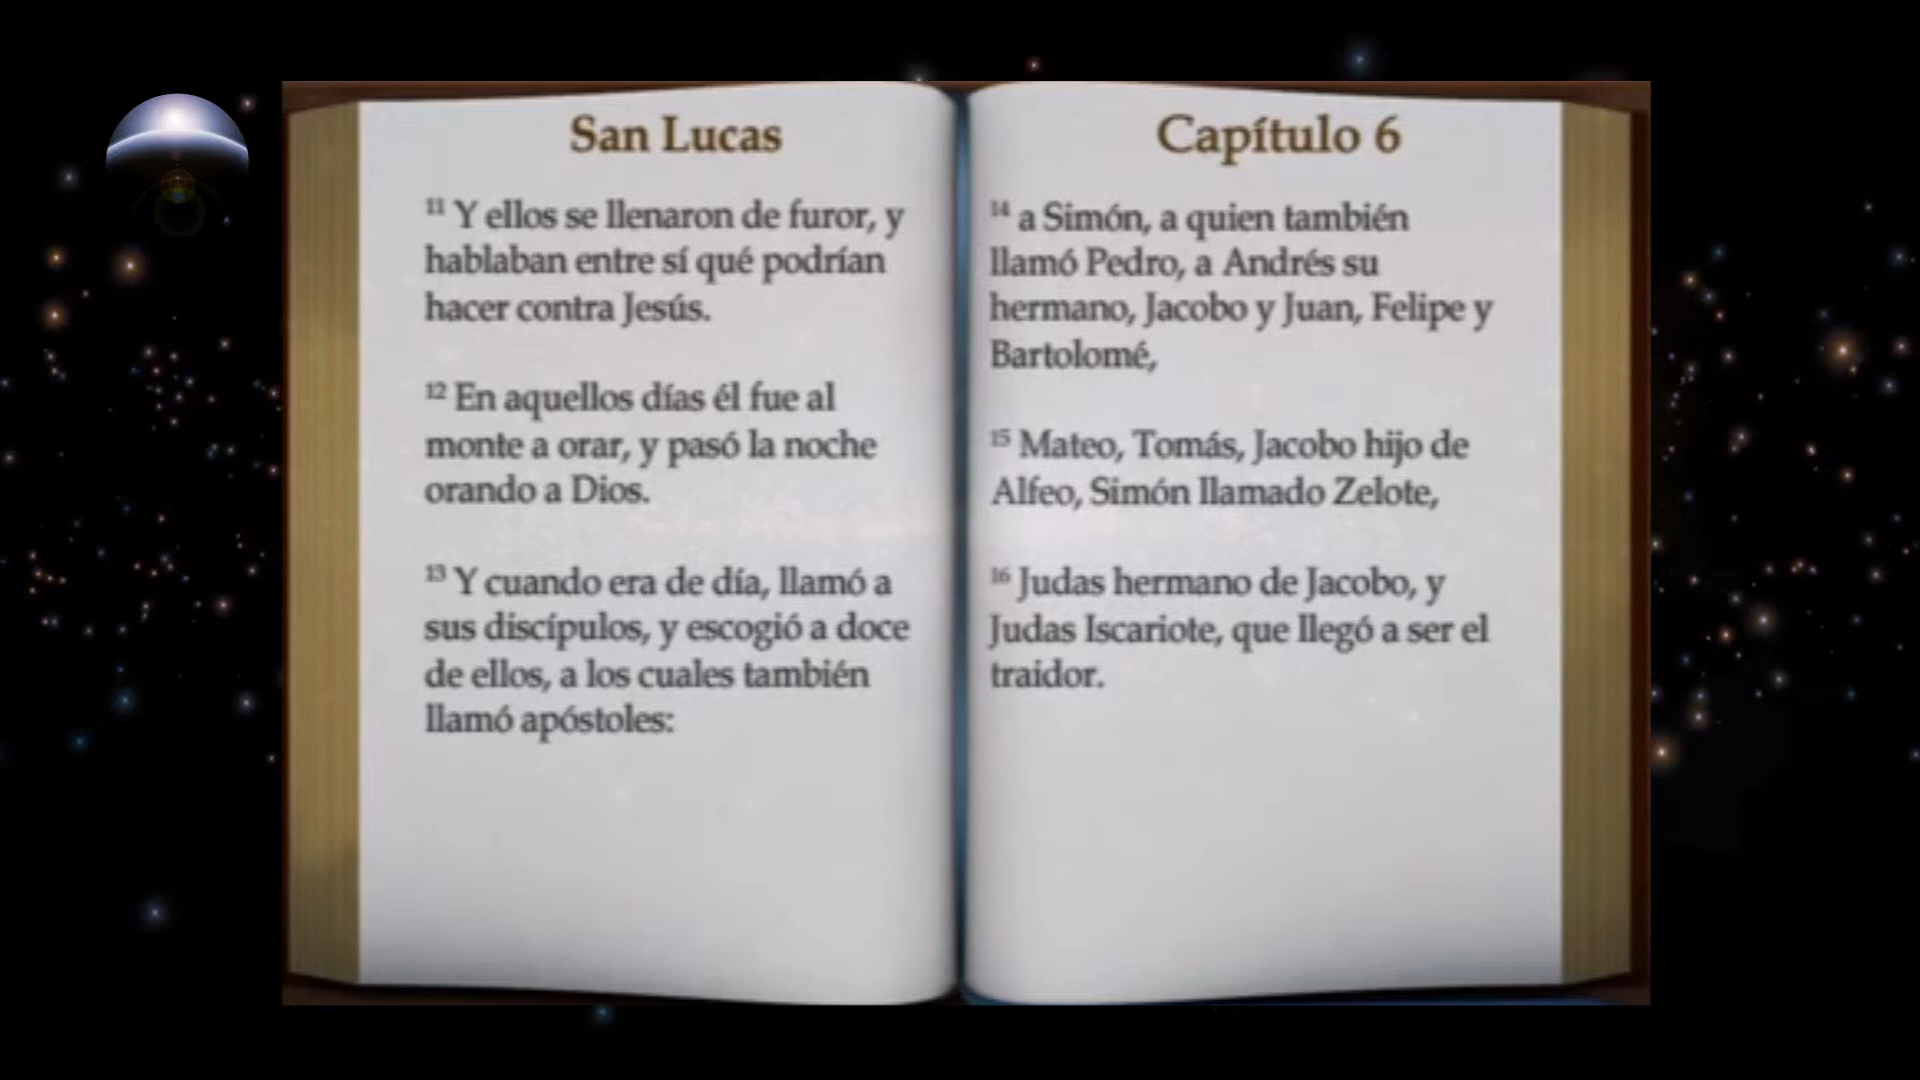 San Lucas
11 Y ellos se llenaron de furor, y
hablaban entre sí qué podrían
hacer contra Jesús.
12 En aquellos días él fue al
monte a orar, y pasó la noche
orando a Dios.
13 Y cuando era de día, llamó a
sus discípulos, y escogió a doce
de ellos, a los cuales también
llamó apóstoles:
Capítulo 6
14 a Simón, a quien también
llamó Pedro, a Andrés su
hermano, Jacobo y Juan, Felipe y
Bartolomé,
15 Mateo, Tomás, Jacobo hijo de
Alfeo, Simón llamado Zelote,
16 Judas hermano de Jacobo, y
Judas Iscariote, que llegó a ser el
traidor.